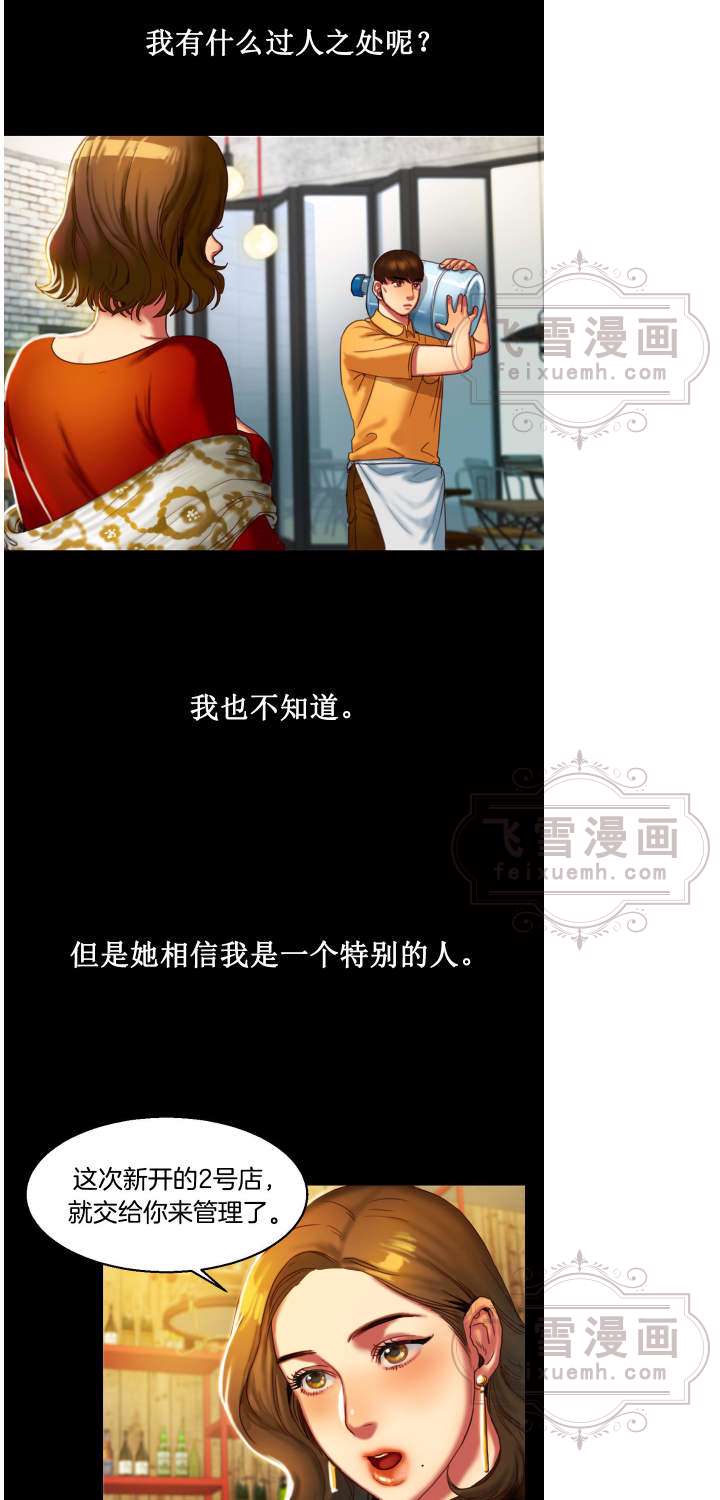 我有什么过人之处呢?
飞雪漫画
feixuemh.com
我也不知道。
飞雪漫画
feixuemh.com
但是她相信我是一个特别的人。
这次新开的2号店，
就交给你来管理了。
飞雪漫画
feixuemh.com